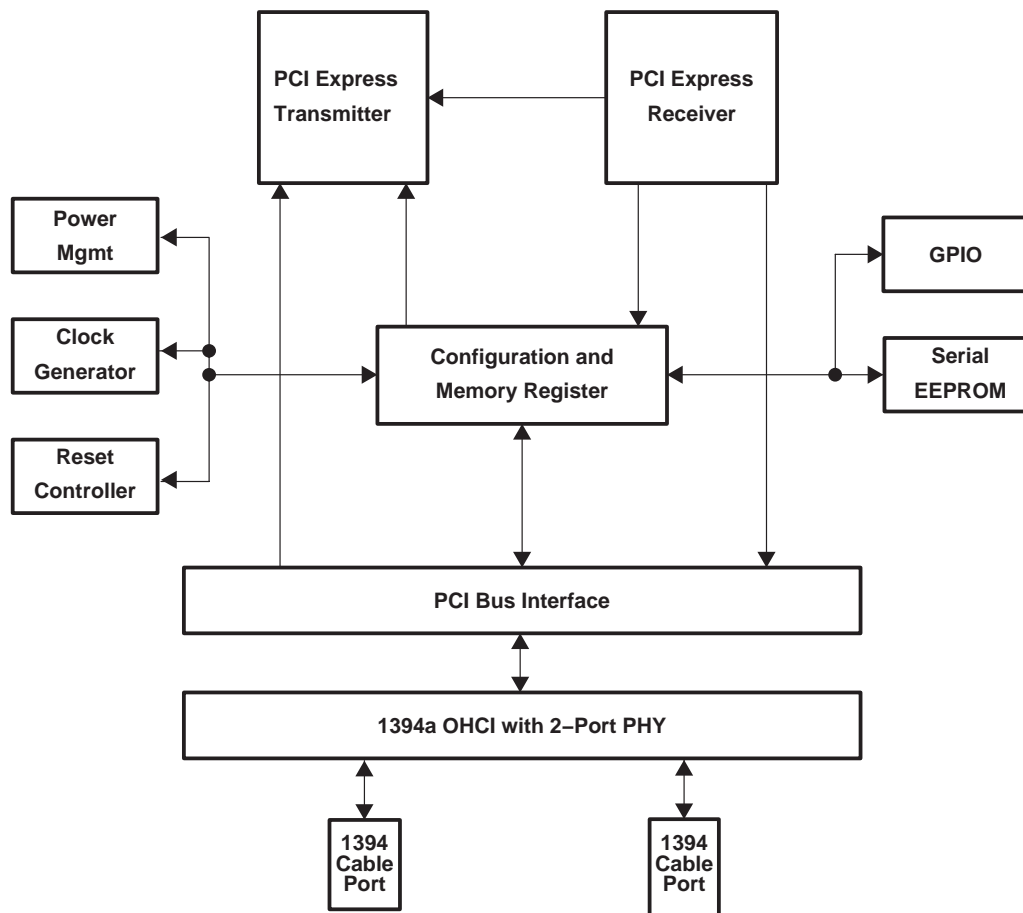 PCI Express
Transmitter
PCI Express
Receiver
Power
Mgmt
GPIO
Clock
Generator
Configuration and
Memory Register
Serial
EEPROM
Reset
Controller
PCI Bus Interface
1394a OHCI with 2–Port PHY
1394
Cable
Port
1394
Cable
Port